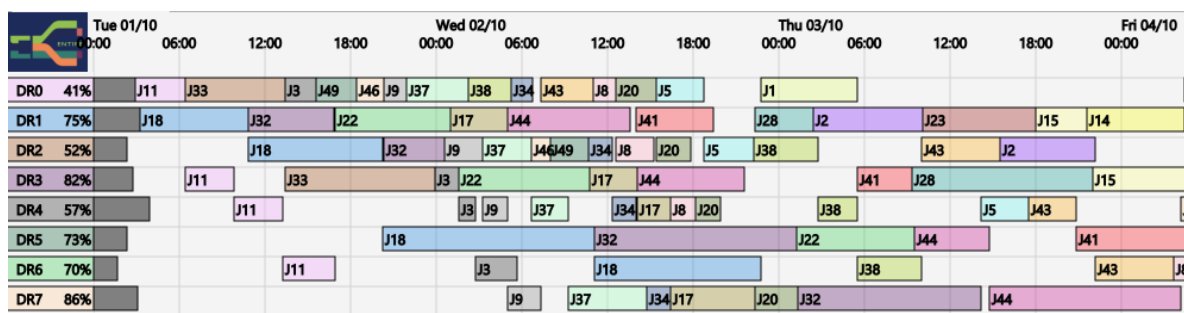 Tue 01/10 Wed 02/10 Thu 03/10 Fri 04/10
ENTI
00:00 06:00 12:00 18:00 00:00 06:00 12:00 18:00 00:00 06:00 12:00 18:00 00:00
DR0 41% J11 J33 J3 J49 J46 J9 J37 J38 J34 J43 J8 J20 J5 J1
DR1 75% J18 J32 J22 J17 J44 J41 J28 J2 J23 J15 J14
DR2 52% J18 J32 J9 J37 J46 J49 J34 J8 J20 J5 J38 J43 J2
DR3 82% J11 J33 J3 J22 J17 J44 J41 J28 J15
DR4 57% J11 J3 J9 J37 J34 J17 J8 J20 J38 J5 J43
DR5 73% J18 J32 J22 J44 J41
DR6 70% J11 J3 J18 J38 J43 J8
DR7 86% J9 J37 J34 J17 J20 J32 J44